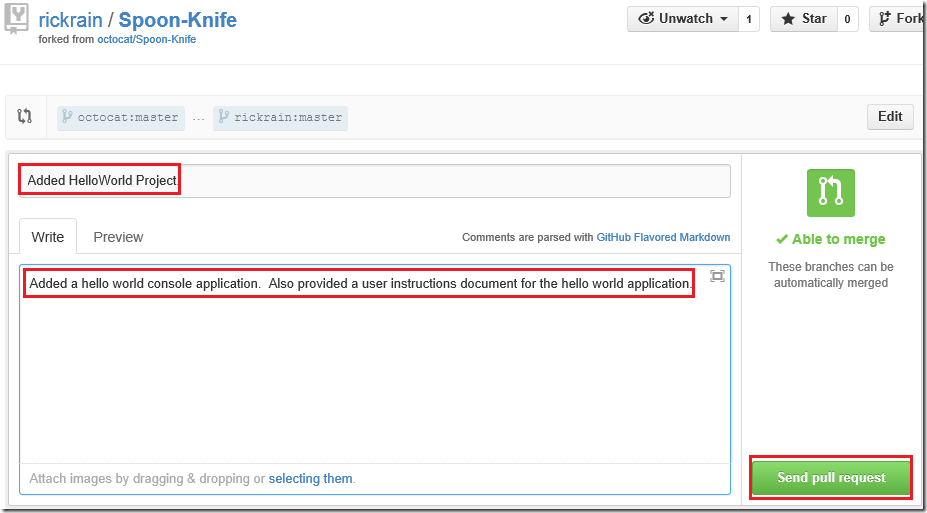 rickrain / Spoon-Knife
forked from octocat/Spoon-Knife
Unwatch 1 Star 0 Fork
octocat:master ... rickrain:master Edit
Added HelloWorld Project
Write Preview Comments are parsed with GitHub Flavored Markdown
Added a hello world console application.  Also provided a user instructions document for the hello world application.
Able to merge
These branches can be
automatically merged
Attach images by dragging & dropping or selecting them.
Send pull request